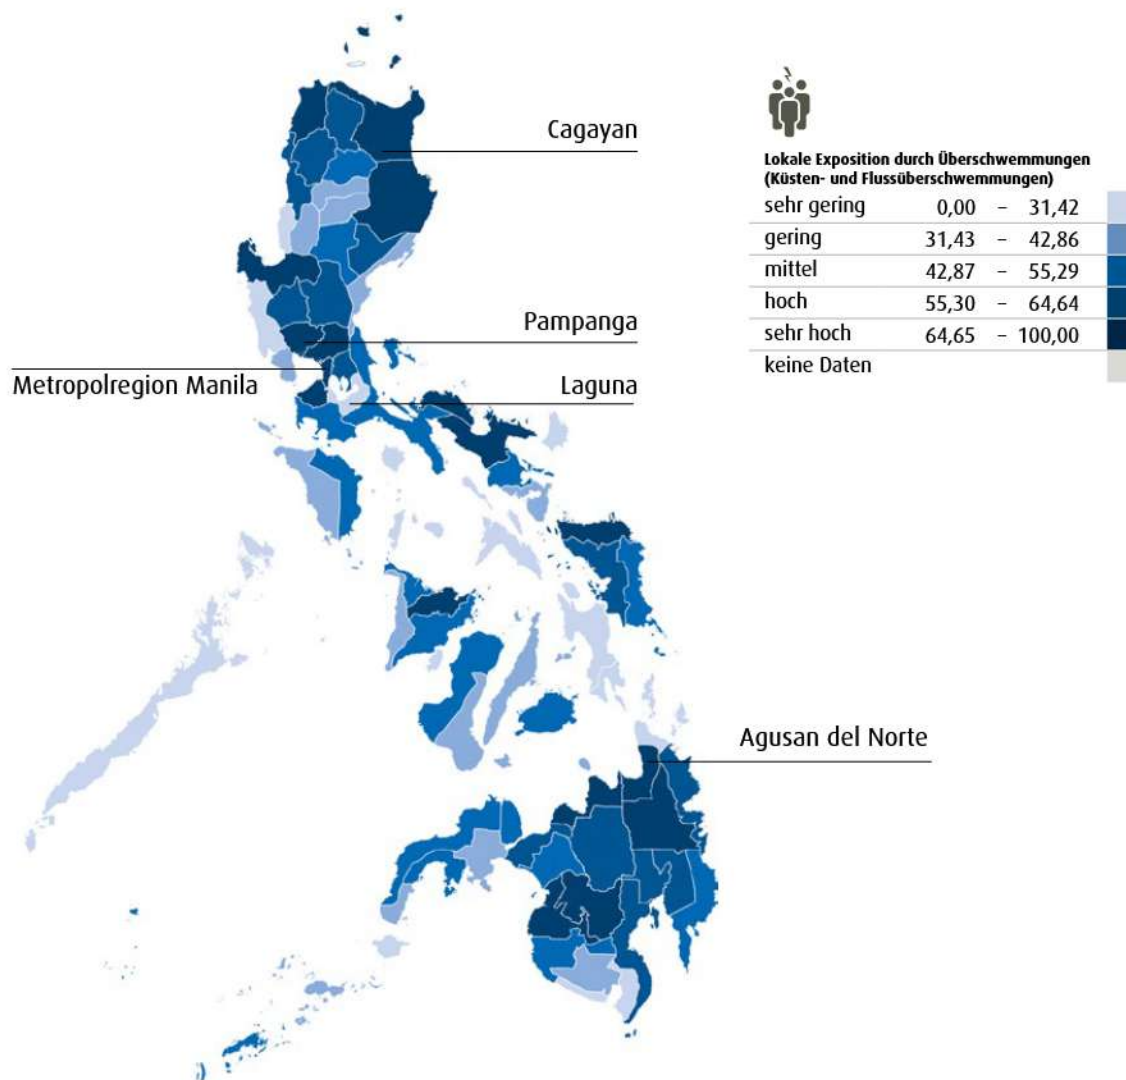 Cagayan
Lokale Exposition durch Überschwemmungen
(Küsten- und Flussüberschwemmungen)
sehr gering 0,00 – 31,42
gering 31,43 – 42,86
mittel 42,87 – 55,29
hoch 55,30 – 64,64
sehr hoch 64,65 – 100,00
keine Daten
Pampanga
Metropolregion Manila
Laguna
Agusan del Norte